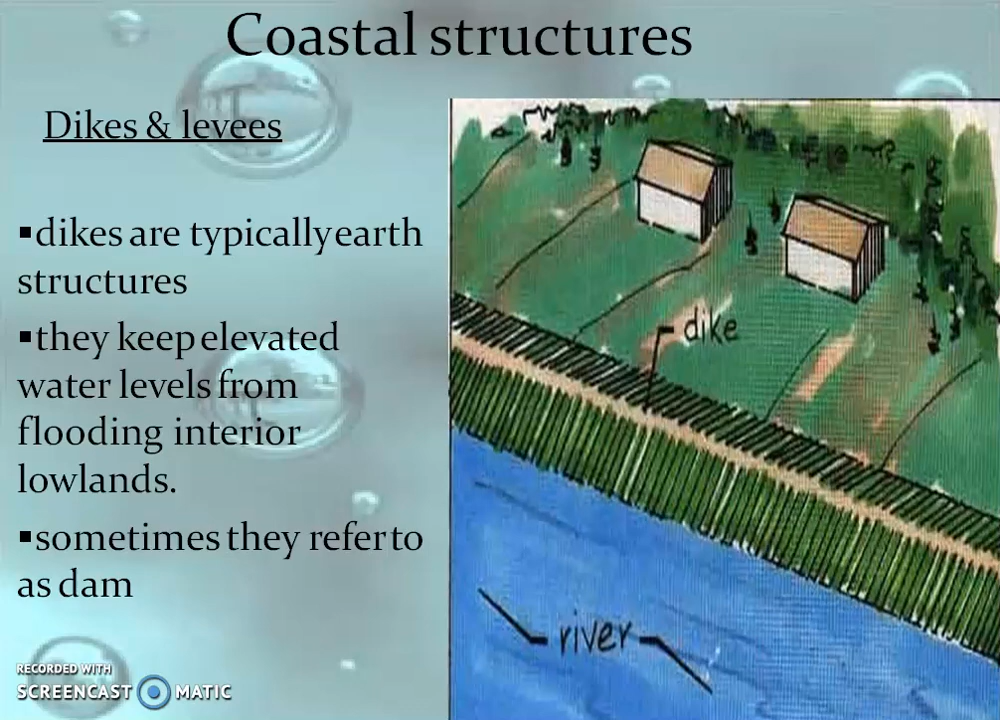 Coastal structures
Dikes & levees
▪dikes are typically earth
structures
▪they keep elevated
water levels from
flooding interior
lowlands.
▪sometimes they refer to
as dam
dike
river
RECORDED WITH
SCREENCAST MATIC